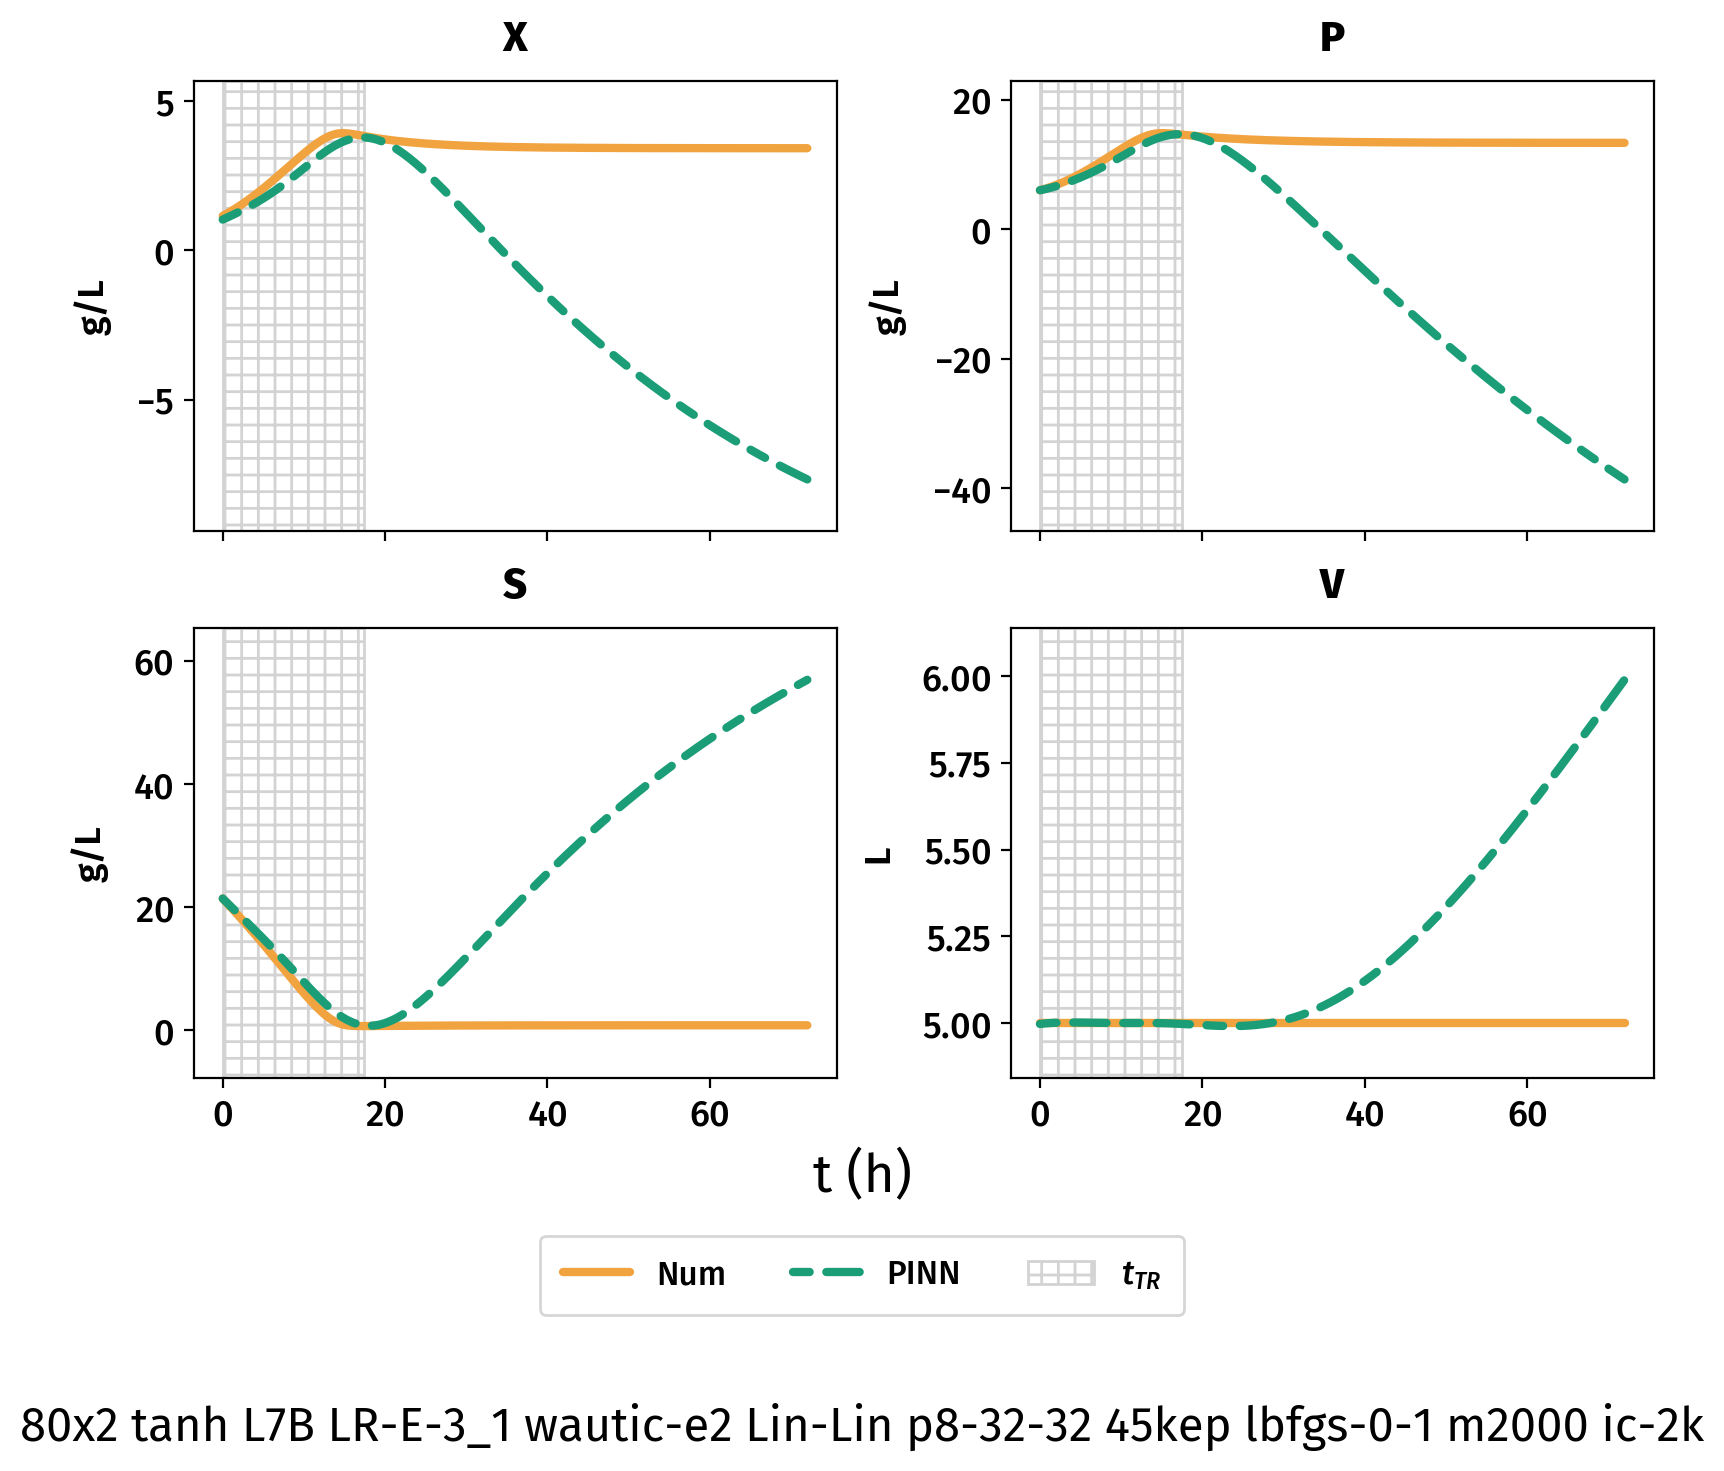 X
P
5
0
−5
g/L
20
0
−20
−40
g/L
S
V
60
40
20
0
g/L
6.00
5.75
5.50
5.25
5.00
L
0 20 40 60
0 20 40 60
t (h)
Num PINN tTR
80x2 tanh L7B LR-E-3_1 wautic-e2 Lin-Lin p8-32-32 45kep lbfgs-0-1 m2000 ic-2k